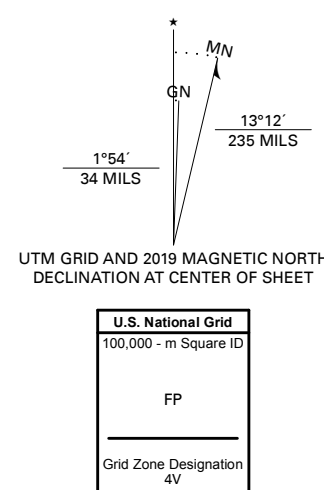 ★
MN
GN
13°12´
235 MILS
1°54´
34 MILS
UTM GRID AND 2019 MAGNETIC NORTH
DECLINATION AT CENTER OF SHEET
U.S. National Grid
100,000 - m Square ID
FP
Grid Zone Designation
4V